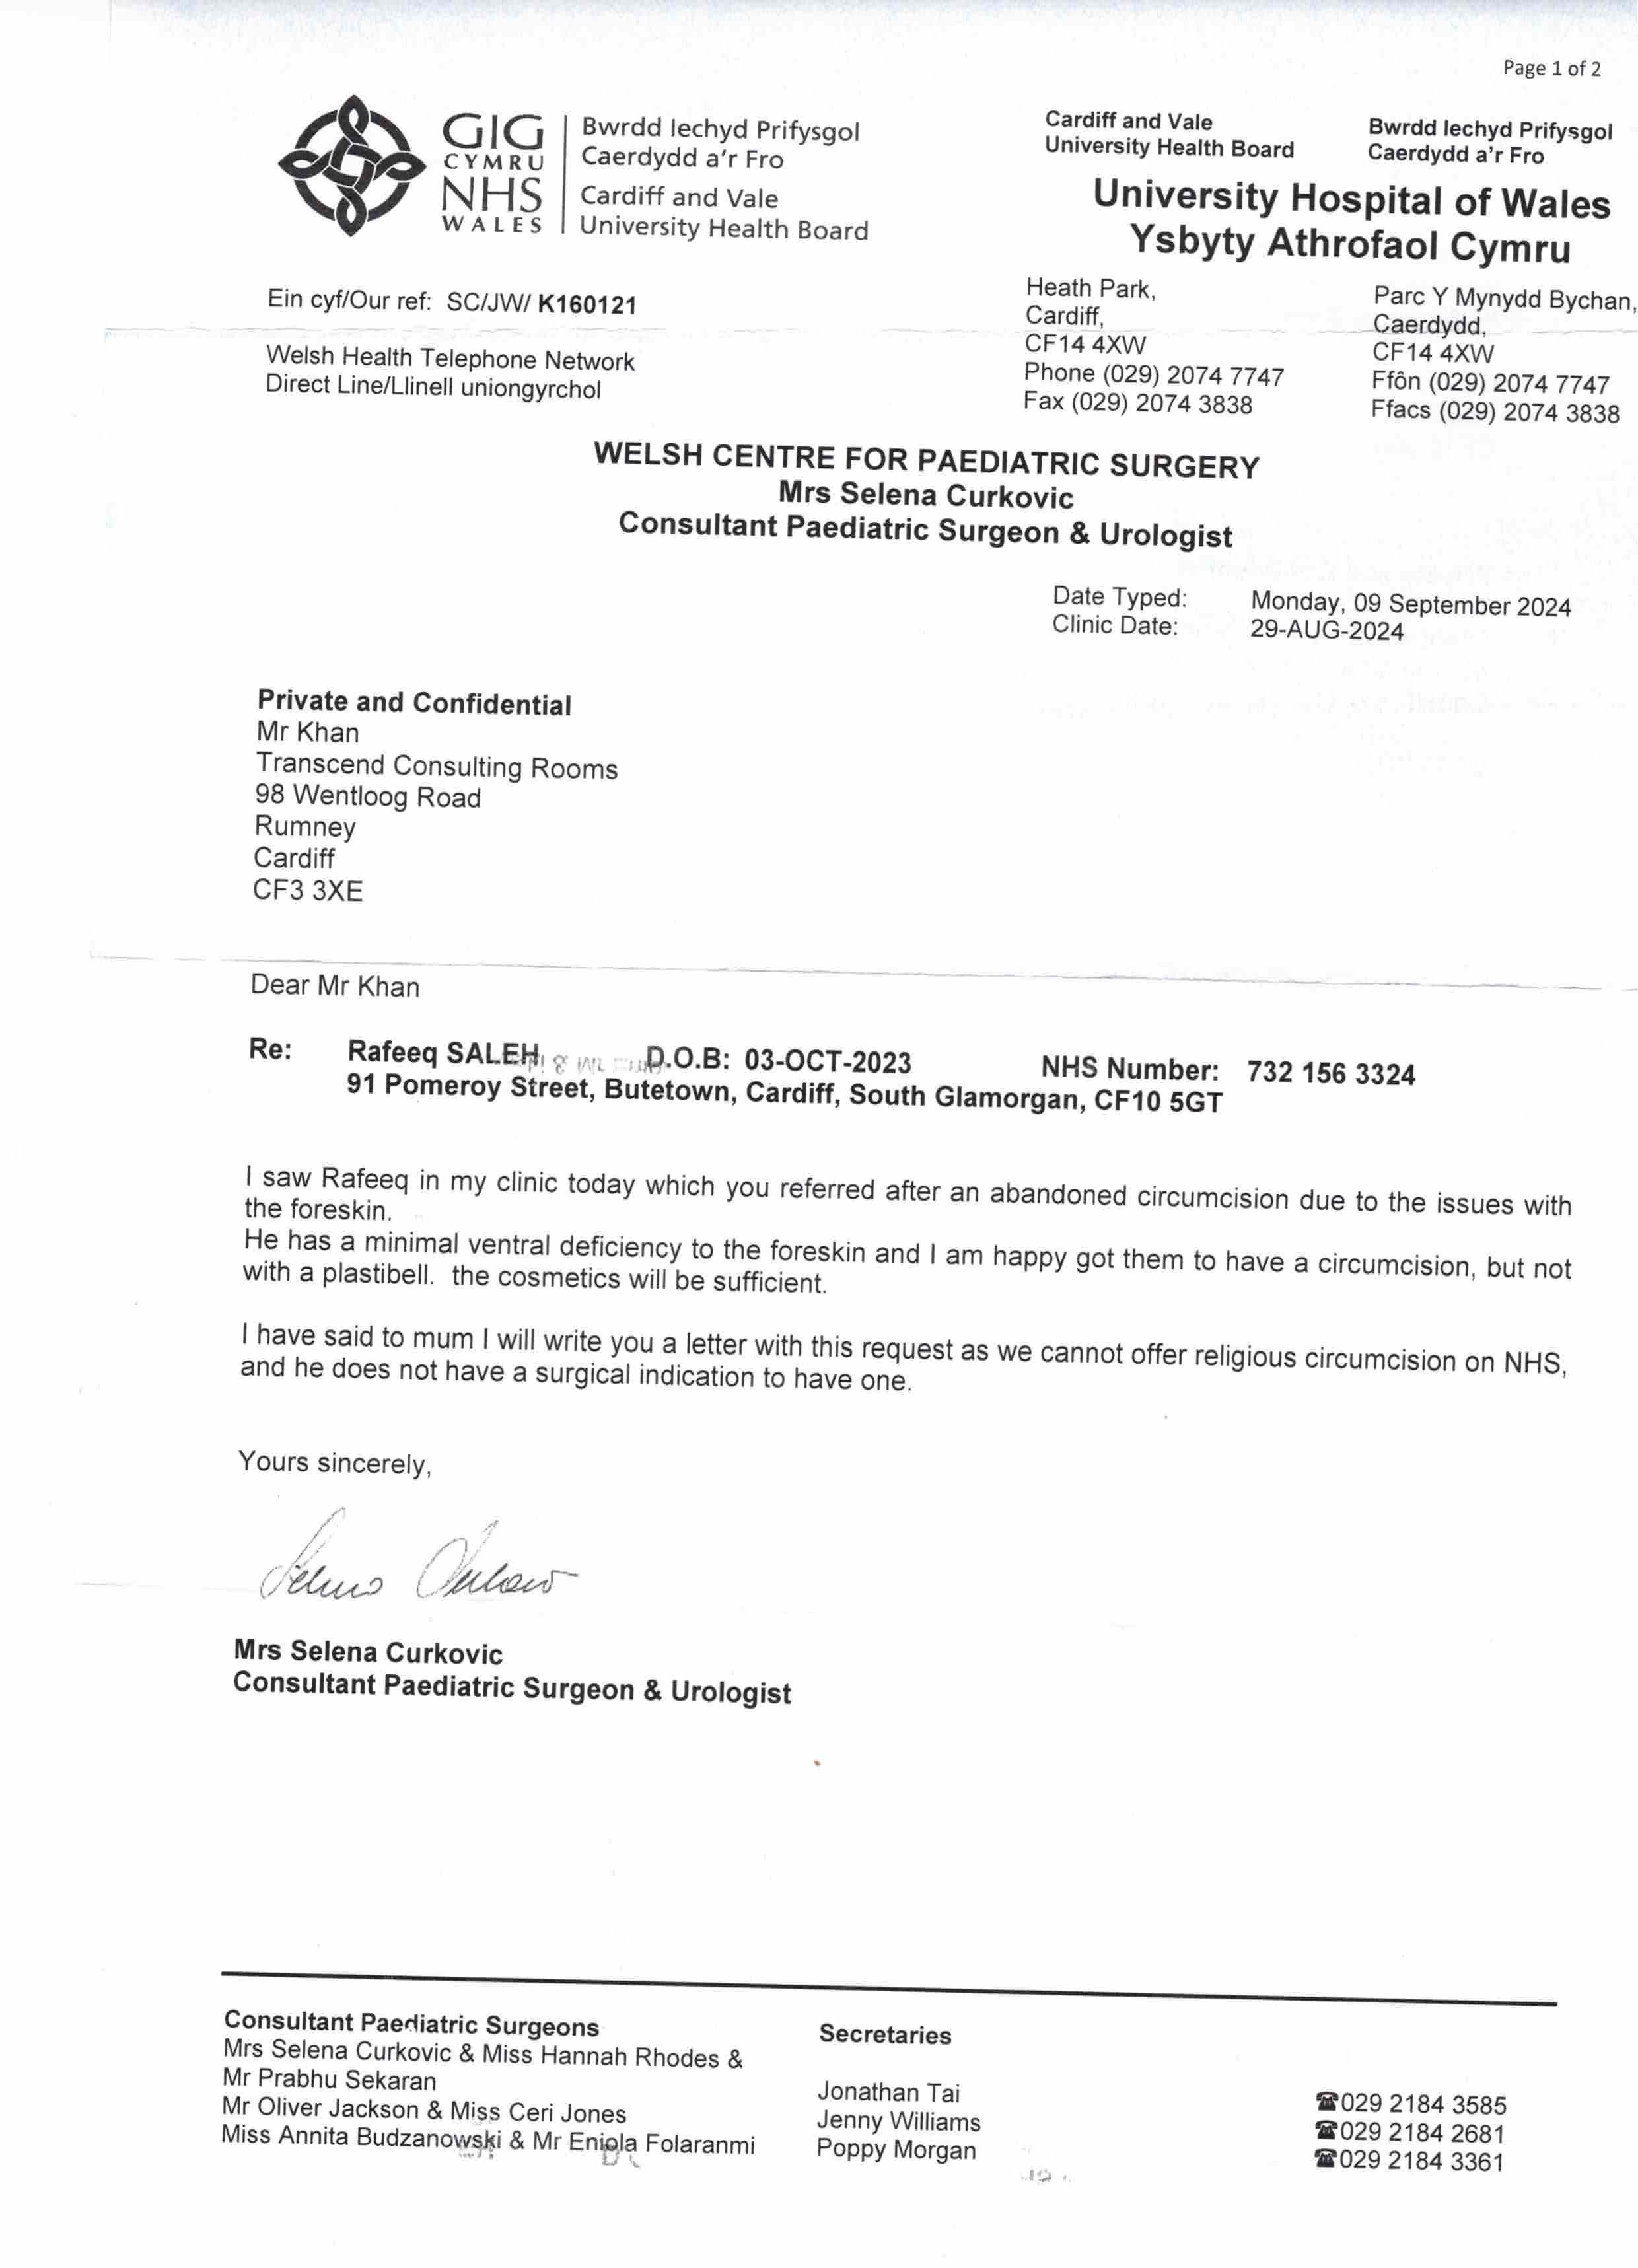 Page 1 of 2
GIG
CYMRU
NHS
WALES
Bwrdd Iechyd Prifysgol
Caerdydd a'r Fro
Cardiff and Vale
University Health Board
Cardiff and Vale
University Health Board
Bwrdd Iechyd Prifysgol
Caerdydd a'r Fro
University Hospital of Wales
Ysbyty Athrofaol Cymru
Ein cyf/Our ref: SC/JW/ K160121
Welsh Health Telephone Network
Direct Line/Llinell uniongyrchol
Heath Park,
Cardiff,
CF14 4XW
Phone (029) 2074 7747
Fax (029) 2074 3838
Parc Y Mynydd Bychan,
Caerdydd,
CF14 4XW
Ffôn (029) 2074 7747
Ffacs (029) 2074 3838
WELSH CENTRE FOR PAEDIATRIC SURGERY
Mrs Selena Curkovic
Consultant Paediatric Surgeon & Urologist
Date Typed: Monday, 09 September 2024
Clinic Date: 29-AUG-2024
Private and Confidential
Mr Khan
Transcend Consulting Rooms
98 Wentloog Road
Rumney
Cardiff
CF3 3XE
Dear Mr Khan
Re: Rafeeq SALEH D.O.B: 03-OCT-2023 NHS Number: 732 156 3324
91 Pomeroy Street, Butetown, Cardiff, South Glamorgan, CF10 5GT
I saw Rafeeq in my clinic today which you referred after an abandoned circumcision due to the issues with
the foreskin.
He has a minimal ventral deficiency to the foreskin and I am happy got them to have a circumcision, but not
with a plastibell. the cosmetics will be sufficient.
I have said to mum I will write you a letter with this request as we cannot offer religious circumcision on NHS,
and he does not have a surgical indication to have one.
Yours sincerely,
Mrs Selena Curkovic
Consultant Paediatric Surgeon & Urologist
Consultant Paediatric Surgeons
Mrs Selena Curkovic & Miss Hannah Rhodes &
Mr Prabhu Sekaran
Mr Oliver Jackson & Miss Ceri Jones
Miss Annita Budzanowski & Mr Eniola Folaranmi
Secretaries
Jonathan Tai
Jenny Williams
Poppy Morgan
☎029 2184 3585
☎029 2184 2681
☎029 2184 3361